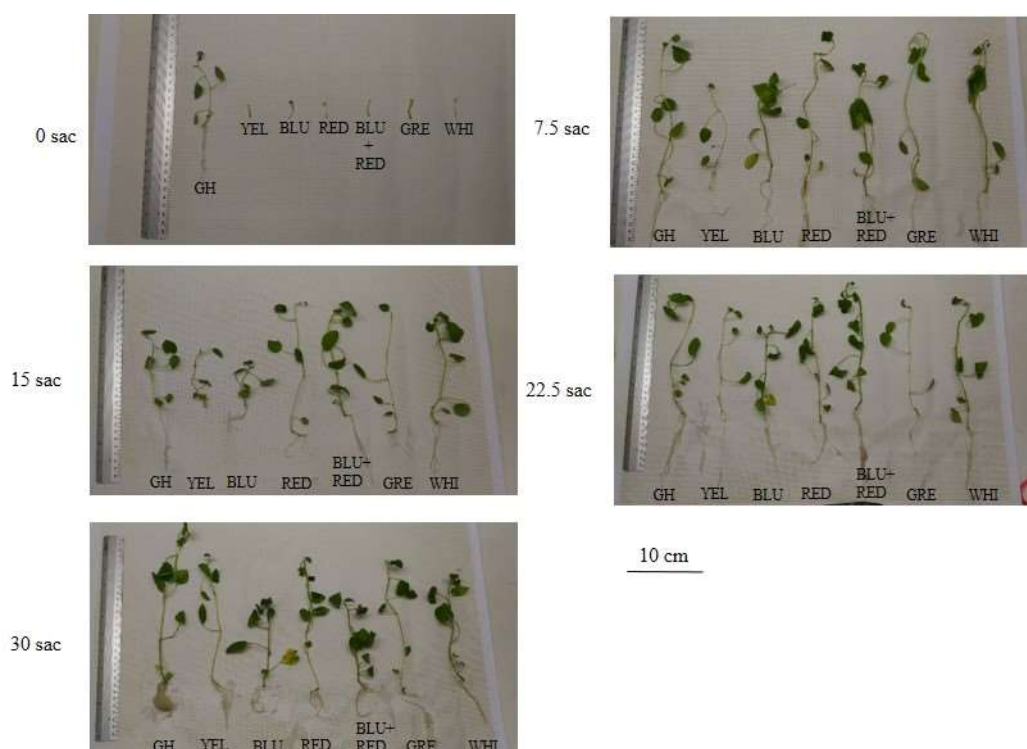 0 sac
GH
YEL BLU RED BLU + RED GRE WHI
7.5 sac
GH YEL BLU RED BLU+ RED GRE WHI
15 sac
GH YEL BLU RED BLU+ RED GRE WHI
22.5 sac
GH YEL BLU RED BLU+ RED GRE WHI
30 sac
GH YEL BLU RED BLU+ RED GRE WHI
10 cm